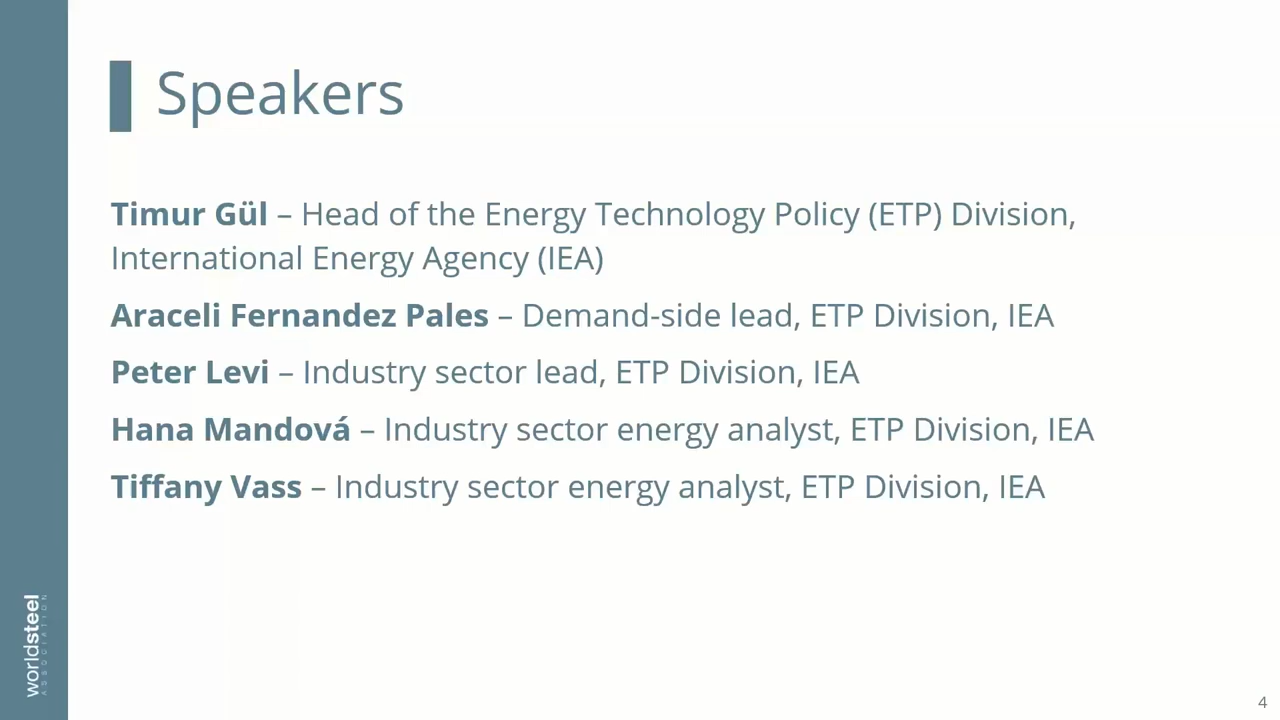 Speakers
Timur Gül – Head of the Energy Technology Policy (ETP) Division,
International Energy Agency (IEA)
Araceli Fernandez Pales – Demand-side lead, ETP Division, IEA
Peter Levi – Industry sector lead, ETP Division, IEA
Hana Mandová – Industry sector energy analyst, ETP Division, IEA
Tiffany Vass – Industry sector energy analyst, ETP Division, IEA
worldsteel
ASSOCIATION
4